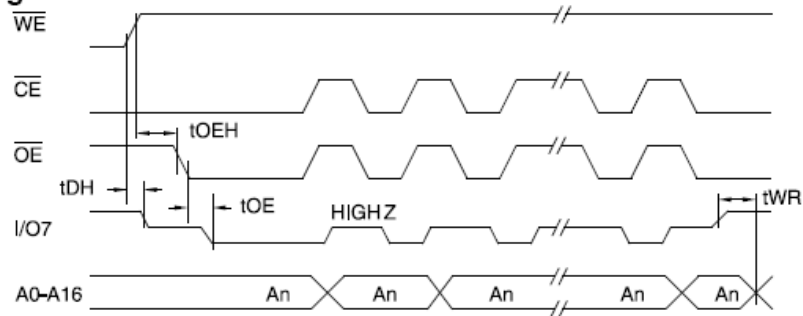 WE
CE
tOEH
OE
tDH
tOE
HIGH Z
tWR
I/O7
A0-A16 An An An An An